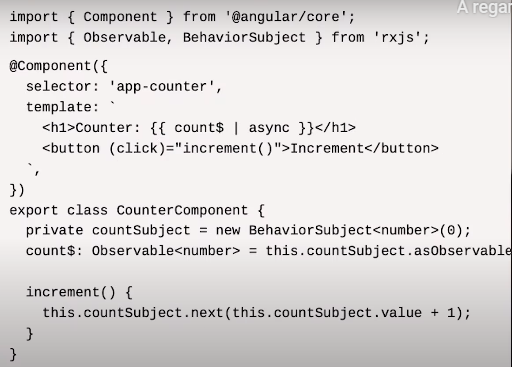 A regar
import { Component } from '@angular/core';
import { Observable, BehaviorSubject } from 'rxjs';
@Component({
  selector: 'app-counter',
  template: `
    <h1>Counter: {{ count$ | async }}</h1>
    <button (click)="increment()">Increment</button>
  `,
})
export class CounterComponent {
  private countSubject = new BehaviorSubject<number>(0);
  count$: Observable<number> = this.countSubject.asObservable
  increment() {
    this.countSubject.next(this.countSubject.value + 1);
  }
}